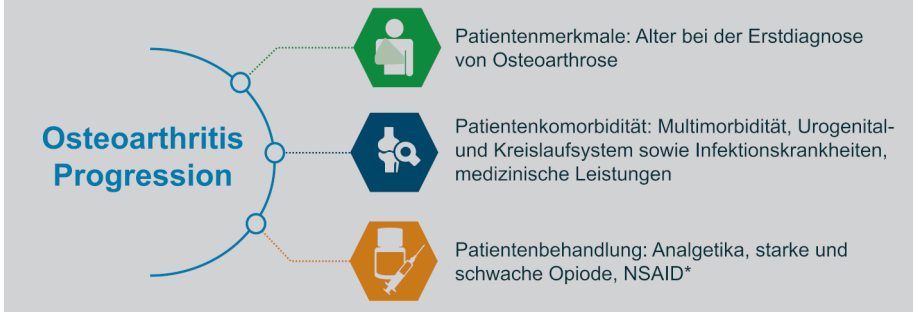 Patientenmerkmale: Alter bei der Erstdiagnose
von Osteoarthrose
Osteoarthritis
Progression
Patientenkomorbidität: Multimorbidität, Urogenital-
und Kreislaufsystem sowie Infektionskrankheiten,
medizinische Leistungen
Patientenbehandlung: Analgetika, starke und
schwache Opiode, NSAID*